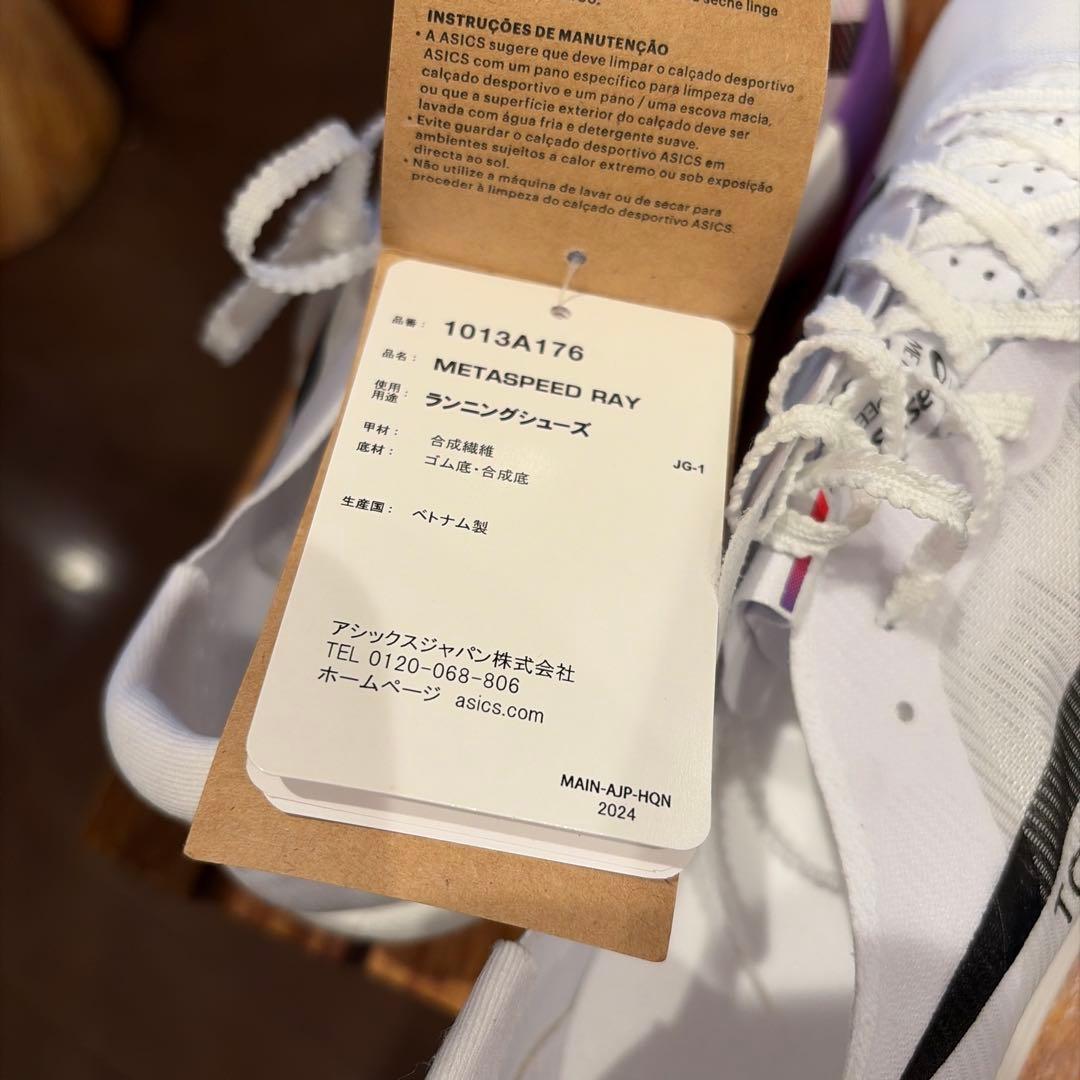 seche linge
INSTRUÇÕES DE MANUTENÇÃO
• A ASICS sugere que deve limpar o calçado desportivo
ASICS com um pano específico para limpeza de
calçado desportivo e um pano / uma escova macia,
ou que a superfície exterior do calçado deve ser
lavada com água fria e detergente suave.
• Evite guardar o calçado desportivo ASICS em
ambientes sujeitos a calor extremo ou sob exposição
directa ao sol.
• Não utilize a máquina de lavar ou de secar para
proceder à limpeza do calçado desportivo ASICS.
品番： 1013A176
品名： METASPEED RAY
使用用途： ランニングシューズ
甲材： 合成繊維
底材： ゴム底・合成底
JG-1
生産国： ベトナム製
アシックスジャパン株式会社
TEL 0120-068-806
ホームページ asics.com
MAIN-AJP-HQN
2024